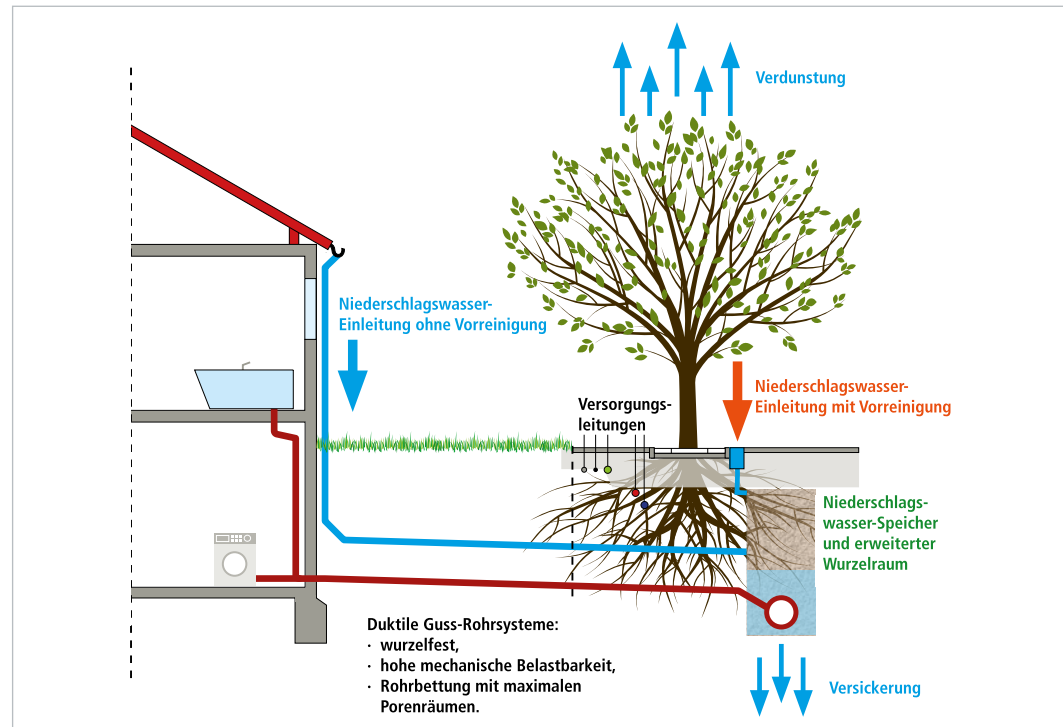 Verdunstung
Niederschlagswasser-
Einleitung ohne Vorreinigung
Niederschlagswasser-
Einleitung mit Vorreinigung
Versorgungs-
leitungen
Niederschlags-
wasser-Speicher
und erweiterter
Wurzelraum
Duktile Guss-Rohrsysteme:
· wurzelfest,
· hohe mechanische Belastbarkeit,
· Rohrbettung mit maximalen
Porenräumen.
Versickerung